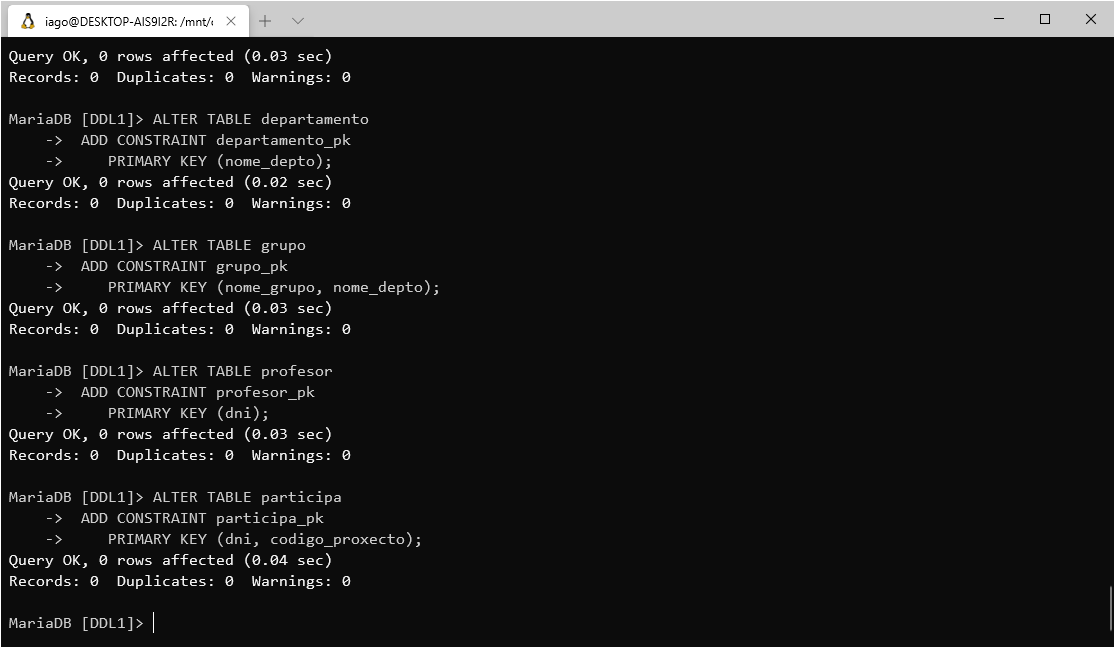 iago@DESKTOP-AIS9I2R: /mnt/
Query OK, 0 rows affected (0.03 sec)
Records: 0  Duplicates: 0  Warnings: 0
MariaDB [DDL1]> ALTER TABLE departamento
    ->  ADD CONSTRAINT departamento_pk
    ->     PRIMARY KEY (nome_depto);
Query OK, 0 rows affected (0.02 sec)
Records: 0  Duplicates: 0  Warnings: 0
MariaDB [DDL1]> ALTER TABLE grupo
    ->  ADD CONSTRAINT grupo_pk
    ->     PRIMARY KEY (nome_grupo, nome_depto);
Query OK, 0 rows affected (0.03 sec)
Records: 0  Duplicates: 0  Warnings: 0
MariaDB [DDL1]> ALTER TABLE profesor
    ->  ADD CONSTRAINT profesor_pk
    ->     PRIMARY KEY (dni);
Query OK, 0 rows affected (0.03 sec)
Records: 0  Duplicates: 0  Warnings: 0
MariaDB [DDL1]> ALTER TABLE participa
    ->  ADD CONSTRAINT participa_pk
    ->     PRIMARY KEY (dni, codigo_proxecto);
Query OK, 0 rows affected (0.04 sec)
Records: 0  Duplicates: 0  Warnings: 0
MariaDB [DDL1]>